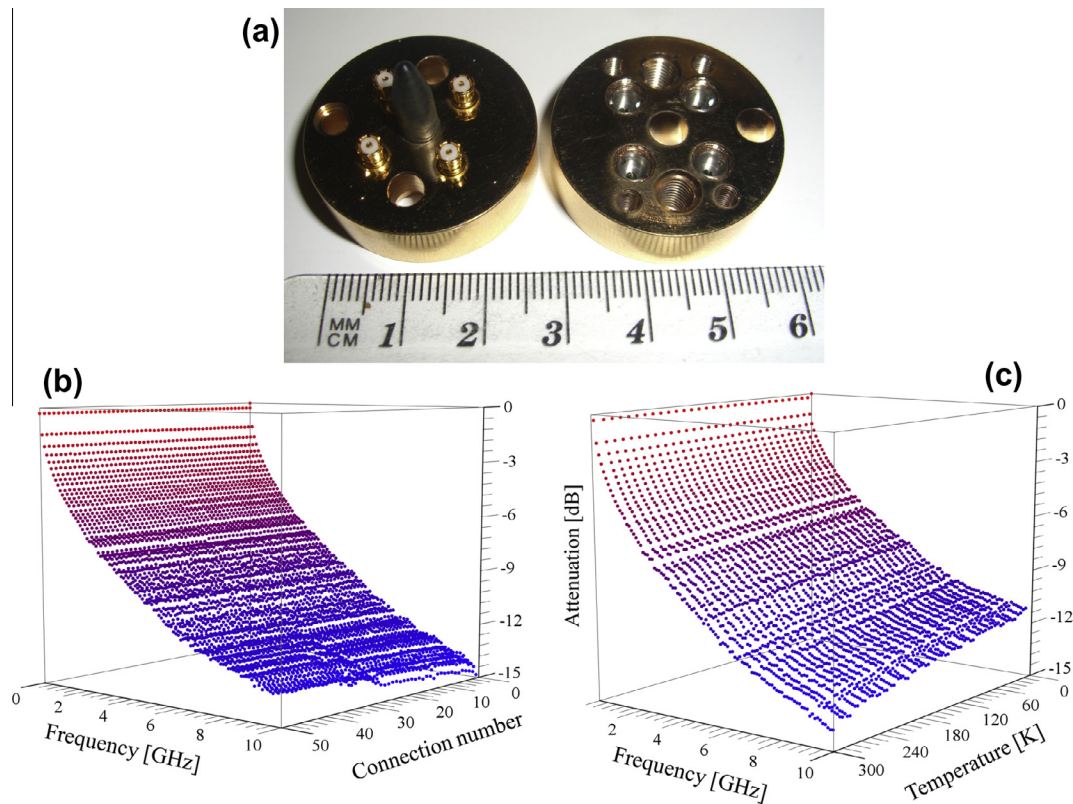 (a)
MM
CM
1 2 3 4 5 6
(b)
0
-3
-6
-9
-12
-15
0 2 4 6 8 10
Frequency [GHz]
50 40 30 20 10 0
Connection number
(c)
Attenuation [dB]
0
-3
-6
-9
-12
-15
2 4 6 8 10
Frequency [GHz]
300 240 180 120 60 0
Temperature [K]